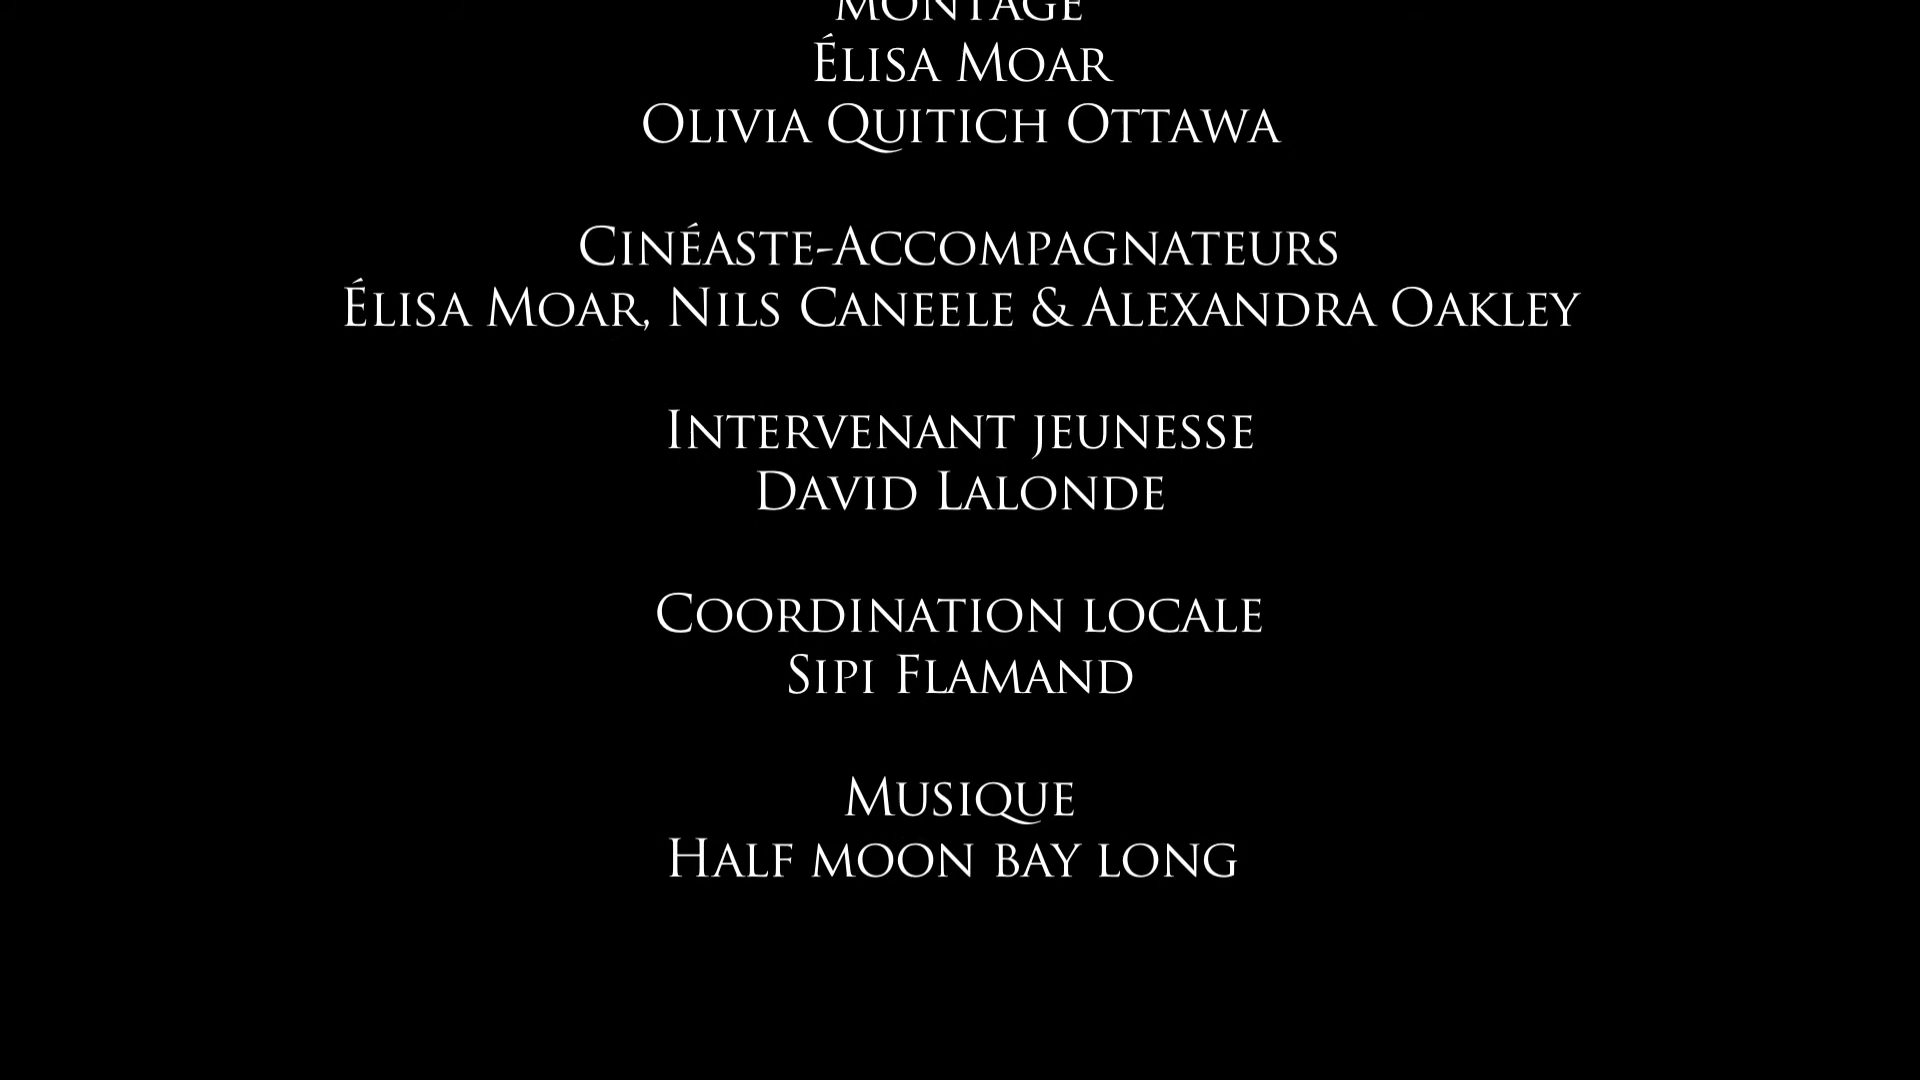 Montage
Élisa Moar
Olivia Quitich Ottawa
Cinéaste-Accompagnateurs
Élisa Moar, Nils Caneele & Alexandra Oakley
Intervenant jeunesse
David Lalonde
Coordination locale
Sipi Flamand
Musique
Half moon bay long